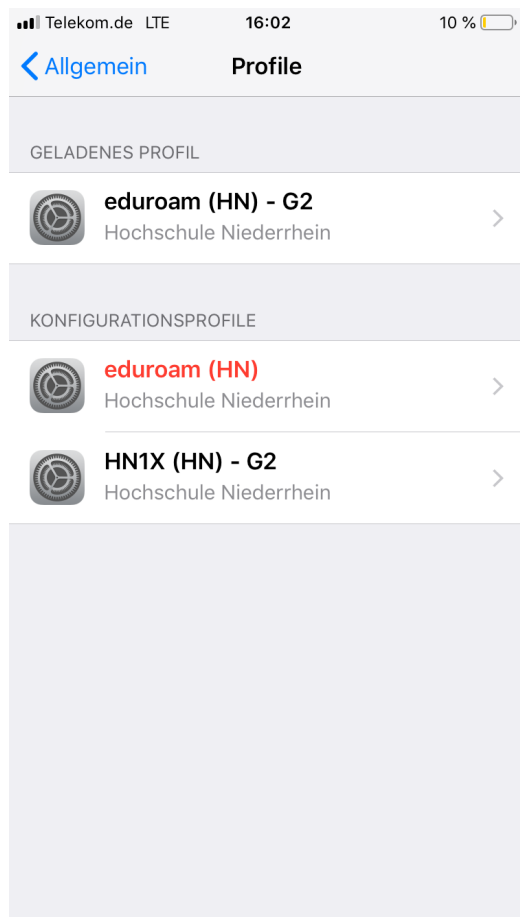 Telekom.de LTE 16:02 10 %
Allgemein Profile
GELADENES PROFIL
eduroam (HN) - G2
Hochschule Niederrhein
KONFIGURATIONSPROFILE
eduroam (HN)
Hochschule Niederrhein
HN1X (HN) - G2
Hochschule Niederrhein